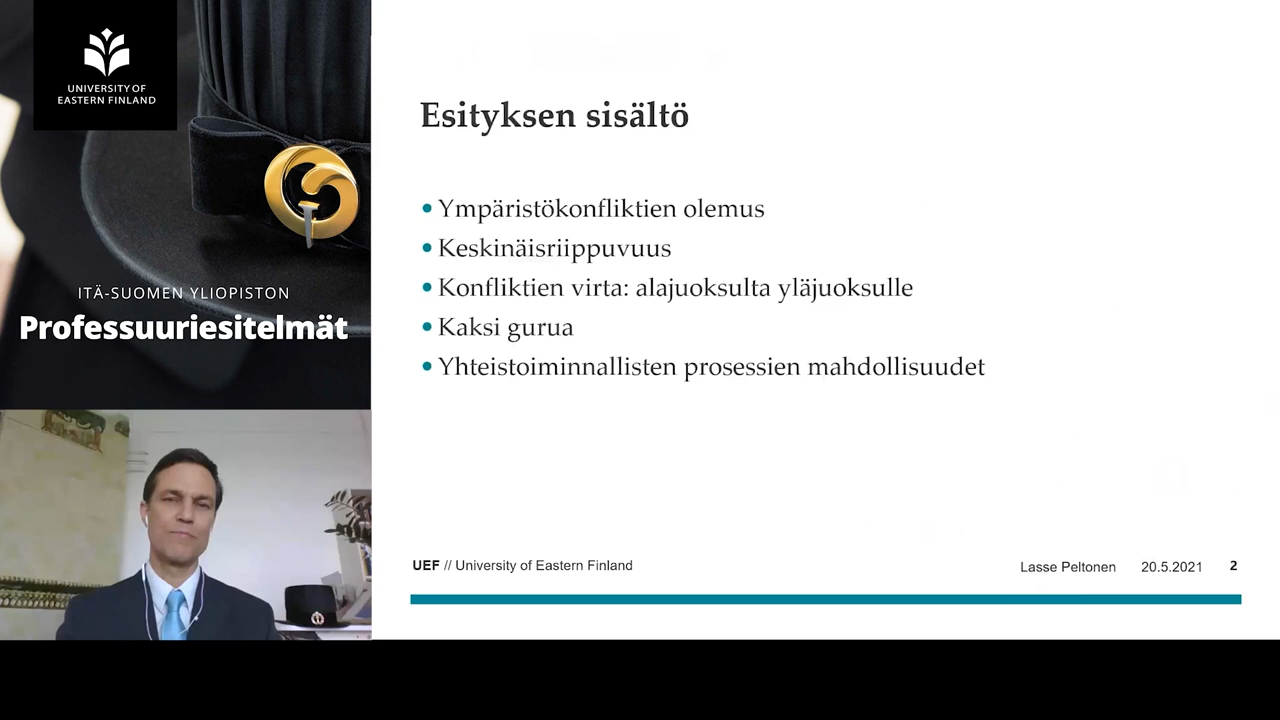 UNIVERSITY OF
EASTERN FINLAND
ITÄ-SUOMEN YLIOPISTON
Professuuriesitelmät
Esityksen sisältö
• Ympäristökonfliktien olemus
• Keskinäisriippuvuus
• Konfliktien virta: alajuoksulta yläjuoksulle
• Kaksi gurua
• Yhteistoiminnallisten prosessien mahdollisuudet
UEF // University of Eastern Finland
Lasse Peltonen 20.5.2021 2